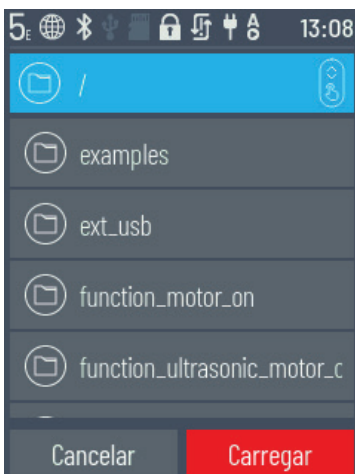 5E 13:08
/
examples
ext_usb
function_motor_on
function_ultrasonic_motor_c
Cancelar Carregar